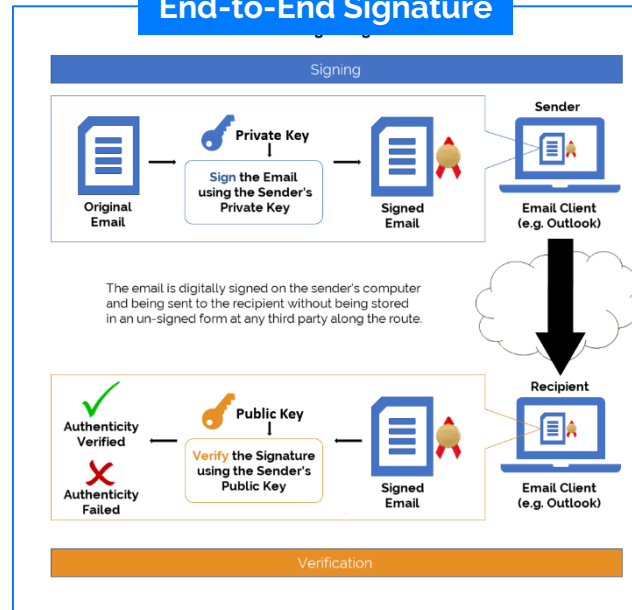 End-to-End Signature
Signing
Private Key
Sign the Email
using the Sender's
Private Key
Original
Email
Signed
Email
Sender
Email Client
(e.g. Outlook)
The email is digitally signed on the sender's computer
and being sent to the recipient without being stored
in an un-signed form at any third party along the route.
Recipient
Authenticity
Verified
Authenticity
Failed
Public Key
Verify the Signature
using the Sender's
Public Key
Signed
Email
Email Client
(e.g. Outlook)
Verification